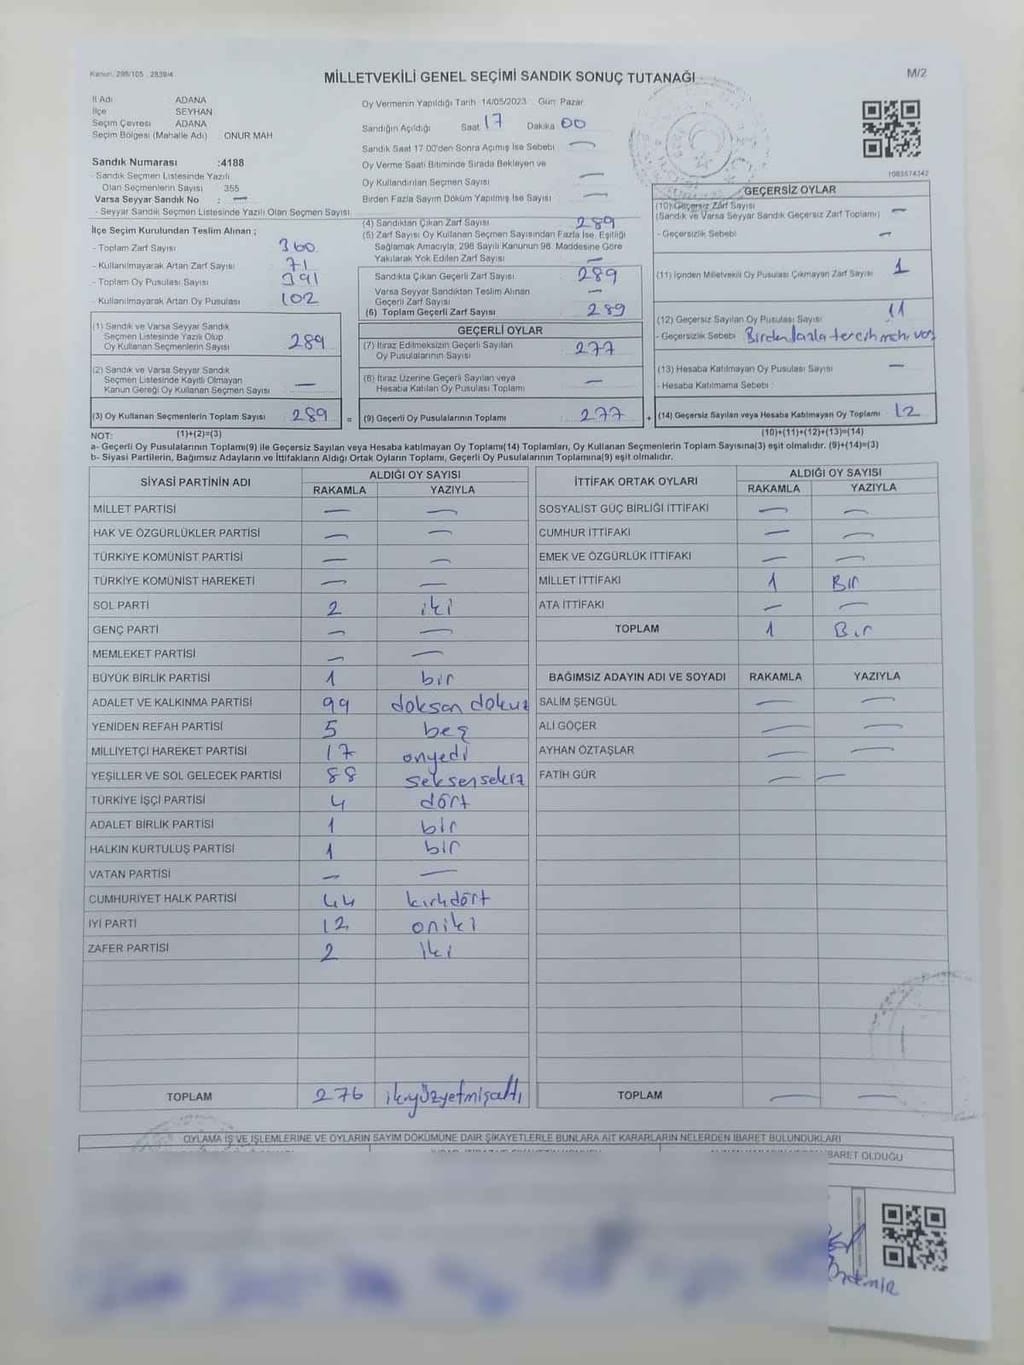 Kanun: 298/105 , 2839/4
MİLLETVEKİLİ GENEL SEÇİMİ SANDIK SONUÇ TUTANAĞI
M/2
İl Adı ADANA
İlçe SEYHAN
Seçim Çevresi ADANA
Seçim Bölgesi (Mahalle Adı) ONUR MAH
Sandık Numarası :4188
- Sandık Seçmen Listesinde Yazılı
Olan Seçmenlerin Sayısı 355
Varsa Seyyar Sandık No : —
- Seyyar Sandık Seçmen Listesinde Yazılı Olan Seçmen Sayısı
İlçe Seçim Kurulundan Teslim Alınan ;
- Toplam Zarf Sayısı 360
- Kullanılmayarak Artan Zarf Sayısı 71
- Toplam Oy Pusulası Sayısı 391
- Kullanılmayarak Artan Oy Pusulası 102
(1) Sandık ve Varsa Seyyar Sandık
Seçmen Listesinde Yazılı Olup
Oy Kullanan Seçmenlerin Sayısı 289
(2) Sandık ve Varsa Seyyar Sandık
Seçmen Listesinde Kayıtlı Olmayan
Kanun Gereği Oy Kullanan Seçmen Sayısı —
(3) Oy Kullanan Seçmenlerin Toplam Sayısı 289 =
Oy Vermenin Yapıldığı Tarih 14/05/2023 Gün Pazar
Sandığın Açıldığı Saat 17 Dakika 00
Sandık Saat 17.00'den Sonra Açılmış İse Sebebi —
Oy Verme Saati Bitiminde Sırada Bekleyen ve
Oy Kullandırılan Seçmen Sayısı —
Birden Fazla Sayım Döküm Yapılmış İse Sayısı —
(4) Sandıktan Çıkan Zarf Sayısı 289
(5) Zarf Sayısı Oy Kullanan Seçmen Sayısından Fazla İse, Eşitliği
Sağlamak Amacıyla, 298 Sayılı Kanunun 98. Maddesine Göre
Yakılarak Yok Edilen Zarf Sayısı —
Sandıkta Çıkan Geçerli Zarf Sayısı 289
Varsa Seyyar Sandıktan Teslim Alınan
Geçerli Zarf Sayısı —
(6) Toplam Geçerli Zarf Sayısı 289
GEÇERLİ OYLAR
(7) İtiraz Edilmeksizin Geçerli Sayılan
Oy Pusulalarının Sayısı 277
(8) İtiraz Üzerine Geçerli Sayılan veya
Hesaba Katılan Oy Pusulası Toplamı —
(9) Geçerli Oy Pusulalarının Toplamı 277 +
1083574342
GEÇERSİZ OYLAR
(10) Geçersiz Zarf Sayısı
(Sandık ve Varsa Seyyar Sandık Geçersiz Zarf Toplamı) —
- Geçersizlik Sebebi —
(11) İçinden Milletvekili Oy Pusulası Çıkmayan Zarf Sayısı 1
(12) Geçersiz Sayılan Oy Pusulası Sayısı 11
- Geçersizlik Sebebi Birden fazla tercih mührü var
(13) Hesaba Katılmayan Oy Pusulası Sayısı —
- Hesaba Katılmama Sebebi
(14) Geçersiz Sayılan veya Hesaba Katılmayan Oy Toplamı 12
NOT: (1)+(2)=(3) (10)+(11)+(12)+(13)=(14)
a- Geçerli Oy Pusulalarının Toplamı(9) ile Geçersiz Sayılan veya Hesaba katılmayan Oy Toplamı(14) Toplamları, Oy Kullanan Seçmenlerin Toplam Sayısına(3) eşit olmalıdır. (9)+(14)=(3)
b- Siyasi Partilerin, Bağımsız Adayların ve İttifakların Aldığı Ortak Oyların Toplamı, Geçerli Oy Pusulalarının Toplamına(9) eşit olmalıdır.
SİYASİ PARTİNİN ADI ALDIĞI OY SAYISI
RAKAMLA YAZIYLA
MİLLET PARTİSİ — —
HAK VE ÖZGÜRLÜKLER PARTİSİ — —
TÜRKİYE KOMÜNİST PARTİSİ — —
TÜRKİYE KOMÜNİST HAREKETİ — —
SOL PARTİ 2 iki
GENÇ PARTİ — —
MEMLEKET PARTİSİ — —
BÜYÜK BİRLİK PARTİSİ 1 bir
ADALET VE KALKINMA PARTİSİ 99 doksan dokuz
YENİDEN REFAH PARTİSİ 5 beş
MİLLİYETÇİ HAREKET PARTİSİ 17 onyedi
YEŞİLLER VE SOL GELECEK PARTİSİ 88 seksensekiz
TÜRKİYE İŞÇİ PARTİSİ 4 dört
ADALET BİRLİK PARTİSİ 1 bir
HALKIN KURTULUŞ PARTİSİ 1 bir
VATAN PARTİSİ — —
CUMHURİYET HALK PARTİSİ 44 kırkdört
İYİ PARTİ 12 oniki
ZAFER PARTİSİ 2 iki
TOPLAM 276 ikiyüzyetmişaltı
İTTİFAK ORTAK OYLARI ALDIĞI OY SAYISI
RAKAMLA YAZIYLA
SOSYALİST GÜÇ BİRLİĞİ İTTİFAKI — —
CUMHUR İTTİFAKI — —
EMEK VE ÖZGÜRLÜK İTTİFAKI — —
MİLLET İTTİFAKI 1 Bir
ATA İTTİFAKI — —
TOPLAM 1 Bir
BAĞIMSIZ ADAYIN ADI VE SOYADI RAKAMLA YAZIYLA
SALİM ŞENGÜL — —
ALİ GÖÇER — —
AYHAN ÖZTAŞLAR — —
FATİH GÜR — —
TOPLAM — —
OYLAMA İŞ VE İŞLEMLERİNE VE OYLARIN SAYIM DÖKÜMÜNE DAİR ŞİKAYETLERLE BUNLARA AİT KARARLARIN NELERDEN İBARET BULUNDUKLARI
BARET OLDUĞU